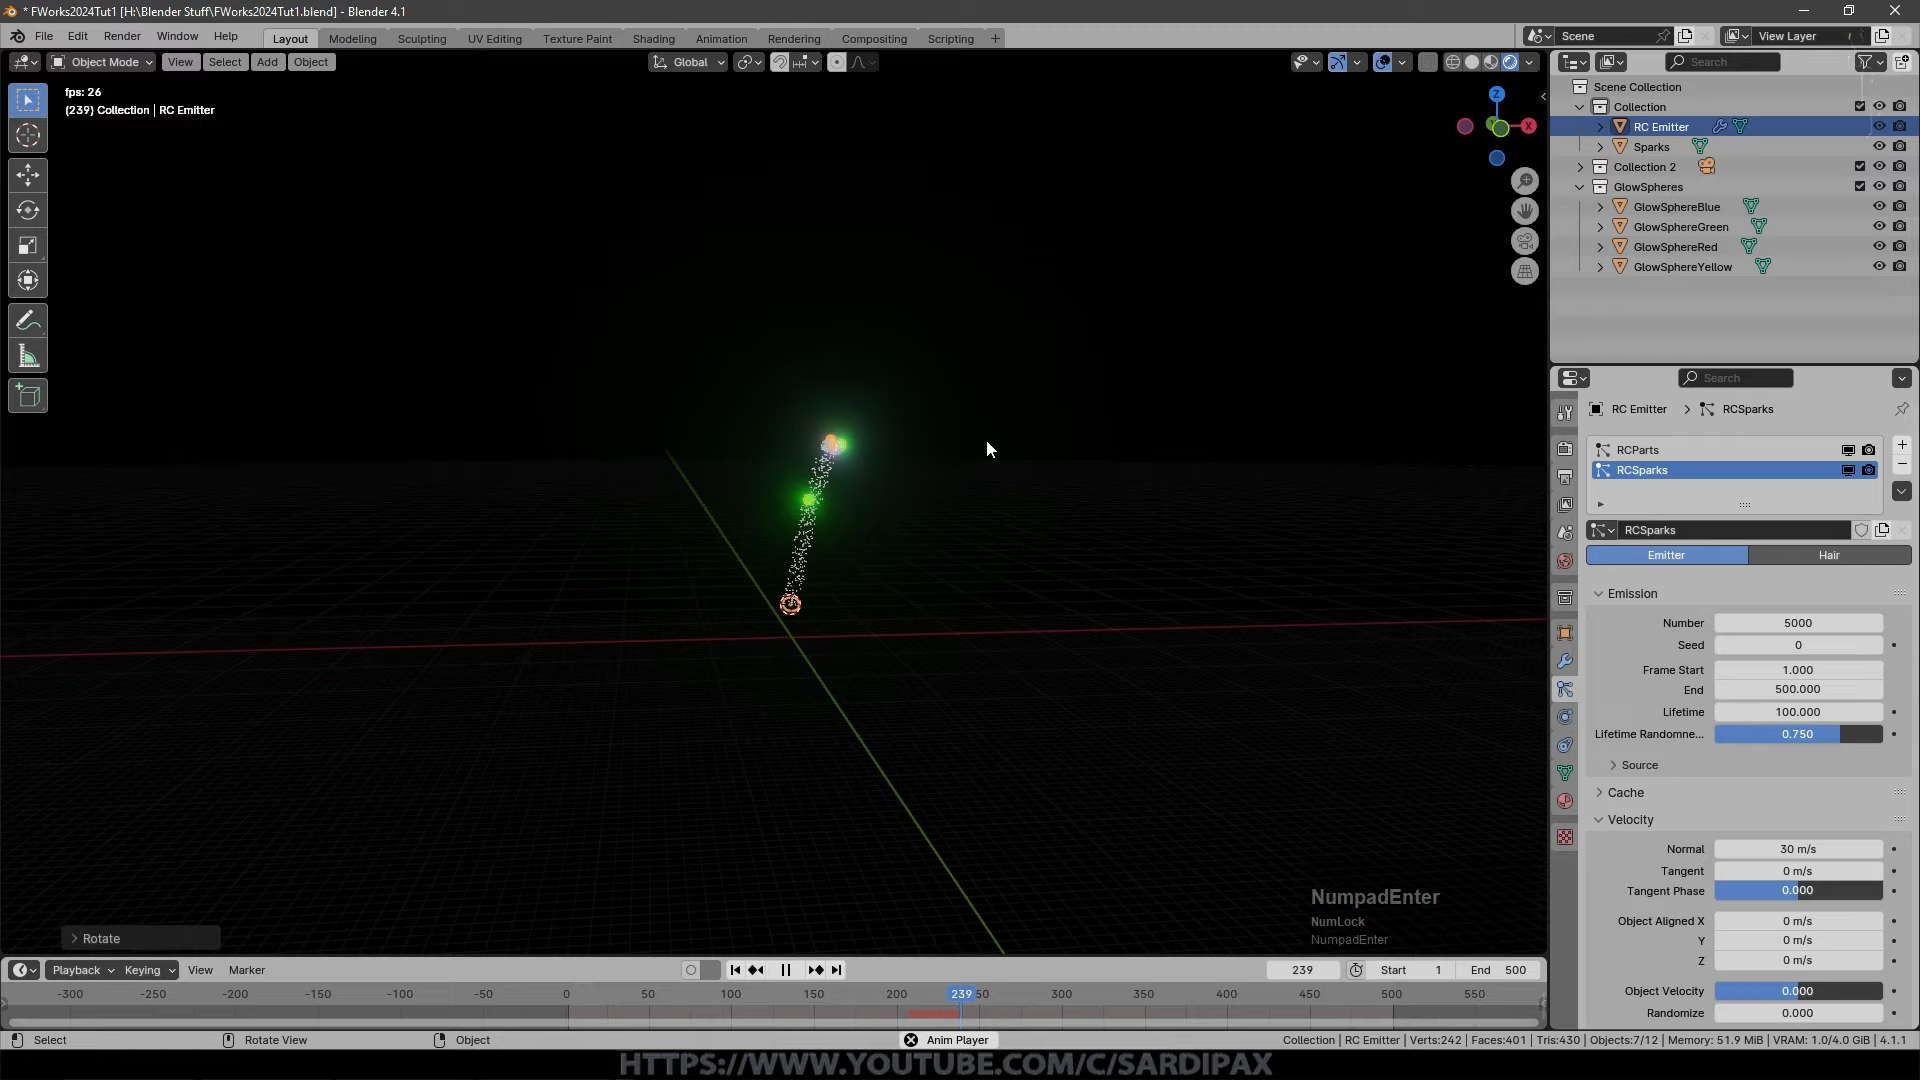 * FWorks2024Tut1 [H:\Blender Stuff\FWorks2024Tut1.blend] - Blender 4.1
File Edit Render Window Help
Layout Modeling Sculpting UV Editing Texture Paint Shading Animation Rendering Compositing Scripting +
Scene View Layer
Object Mode View Select Add Object
Global
Search
fps: 26
(239) Collection | RC Emitter
Z
X
Scene Collection
Collection
RC Emitter
Sparks
Collection 2
GlowSpheres
GlowSphereBlue
GlowSphereGreen
GlowSphereRed
GlowSphereYellow
Search
RC Emitter > RCSparks
RCParts
RCSparks
RCSparks
Emitter Hair
Emission
Number 5000
Seed 0
Frame Start 1.000
End 500.000
Lifetime 100.000
Lifetime Randomne... 0.750
Source
Cache
Velocity
Normal 30 m/s
Tangent 0 m/s
Tangent Phase 0.000
Object Aligned X 0 m/s
Y 0 m/s
Z 0 m/s
Object Velocity 0.000
Randomize 0.000
NumpadEnter
NumLock
NumpadEnter
Rotate
Playback Keying View Marker
239 Start 1 End 500
-300 -250 -200 -150 -100 -50 0 50 100 150 200 239 50 300 350 400 450 500 550
Select Rotate View Object Anim Player
Collection | RC Emitter | Verts:242 | Faces:401 | Tris:430 | Objects:7/12 | Memory: 51.9 MiB | VRAM: 1.0/4.0 GiB | 4.1.1
HTTPS://WWW.YOUTUBE.COM/C/SARDIPAX